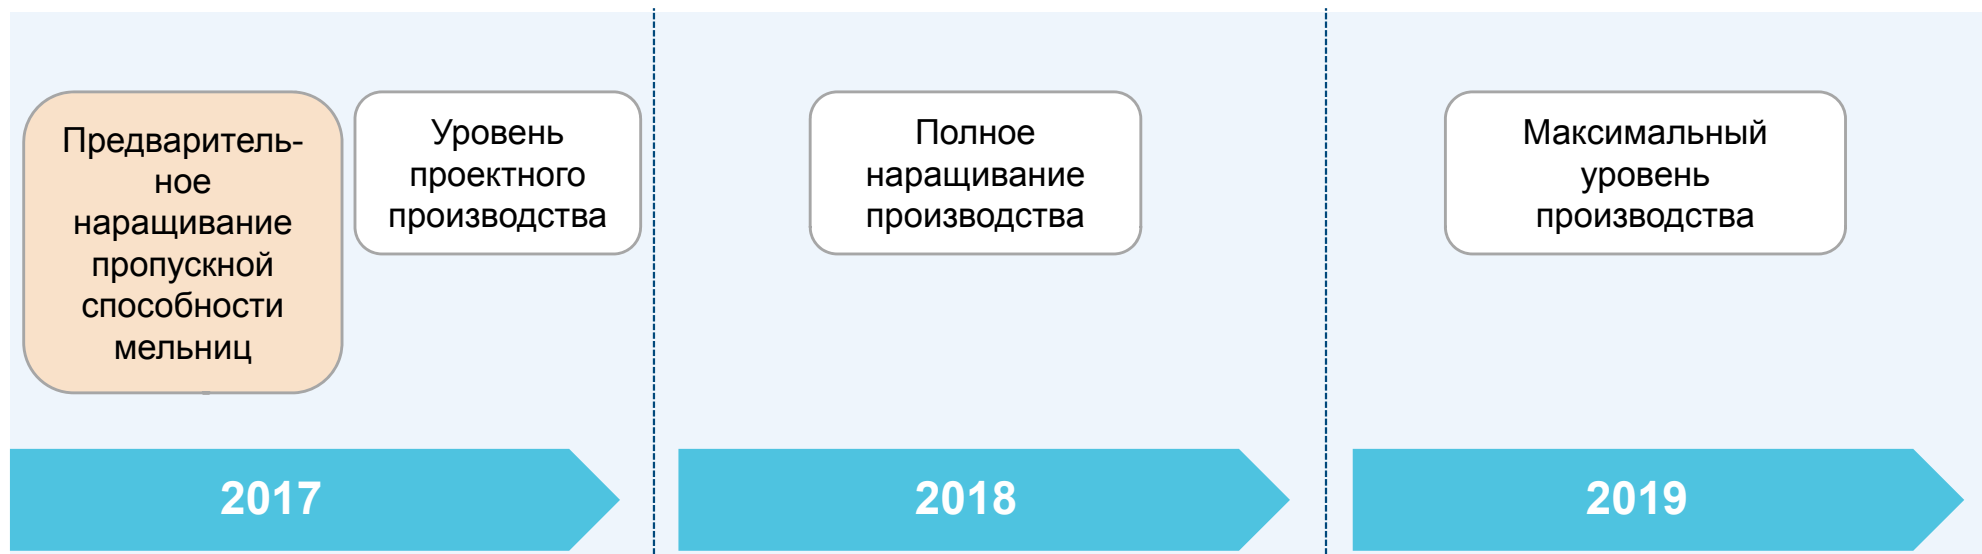 Предваритель-
ное
наращивание
пропускной
способности
мельниц
Уровень
проектного
производства
Полное
наращивание
производства
Максимальный
уровень
производства
2017
2018
2019